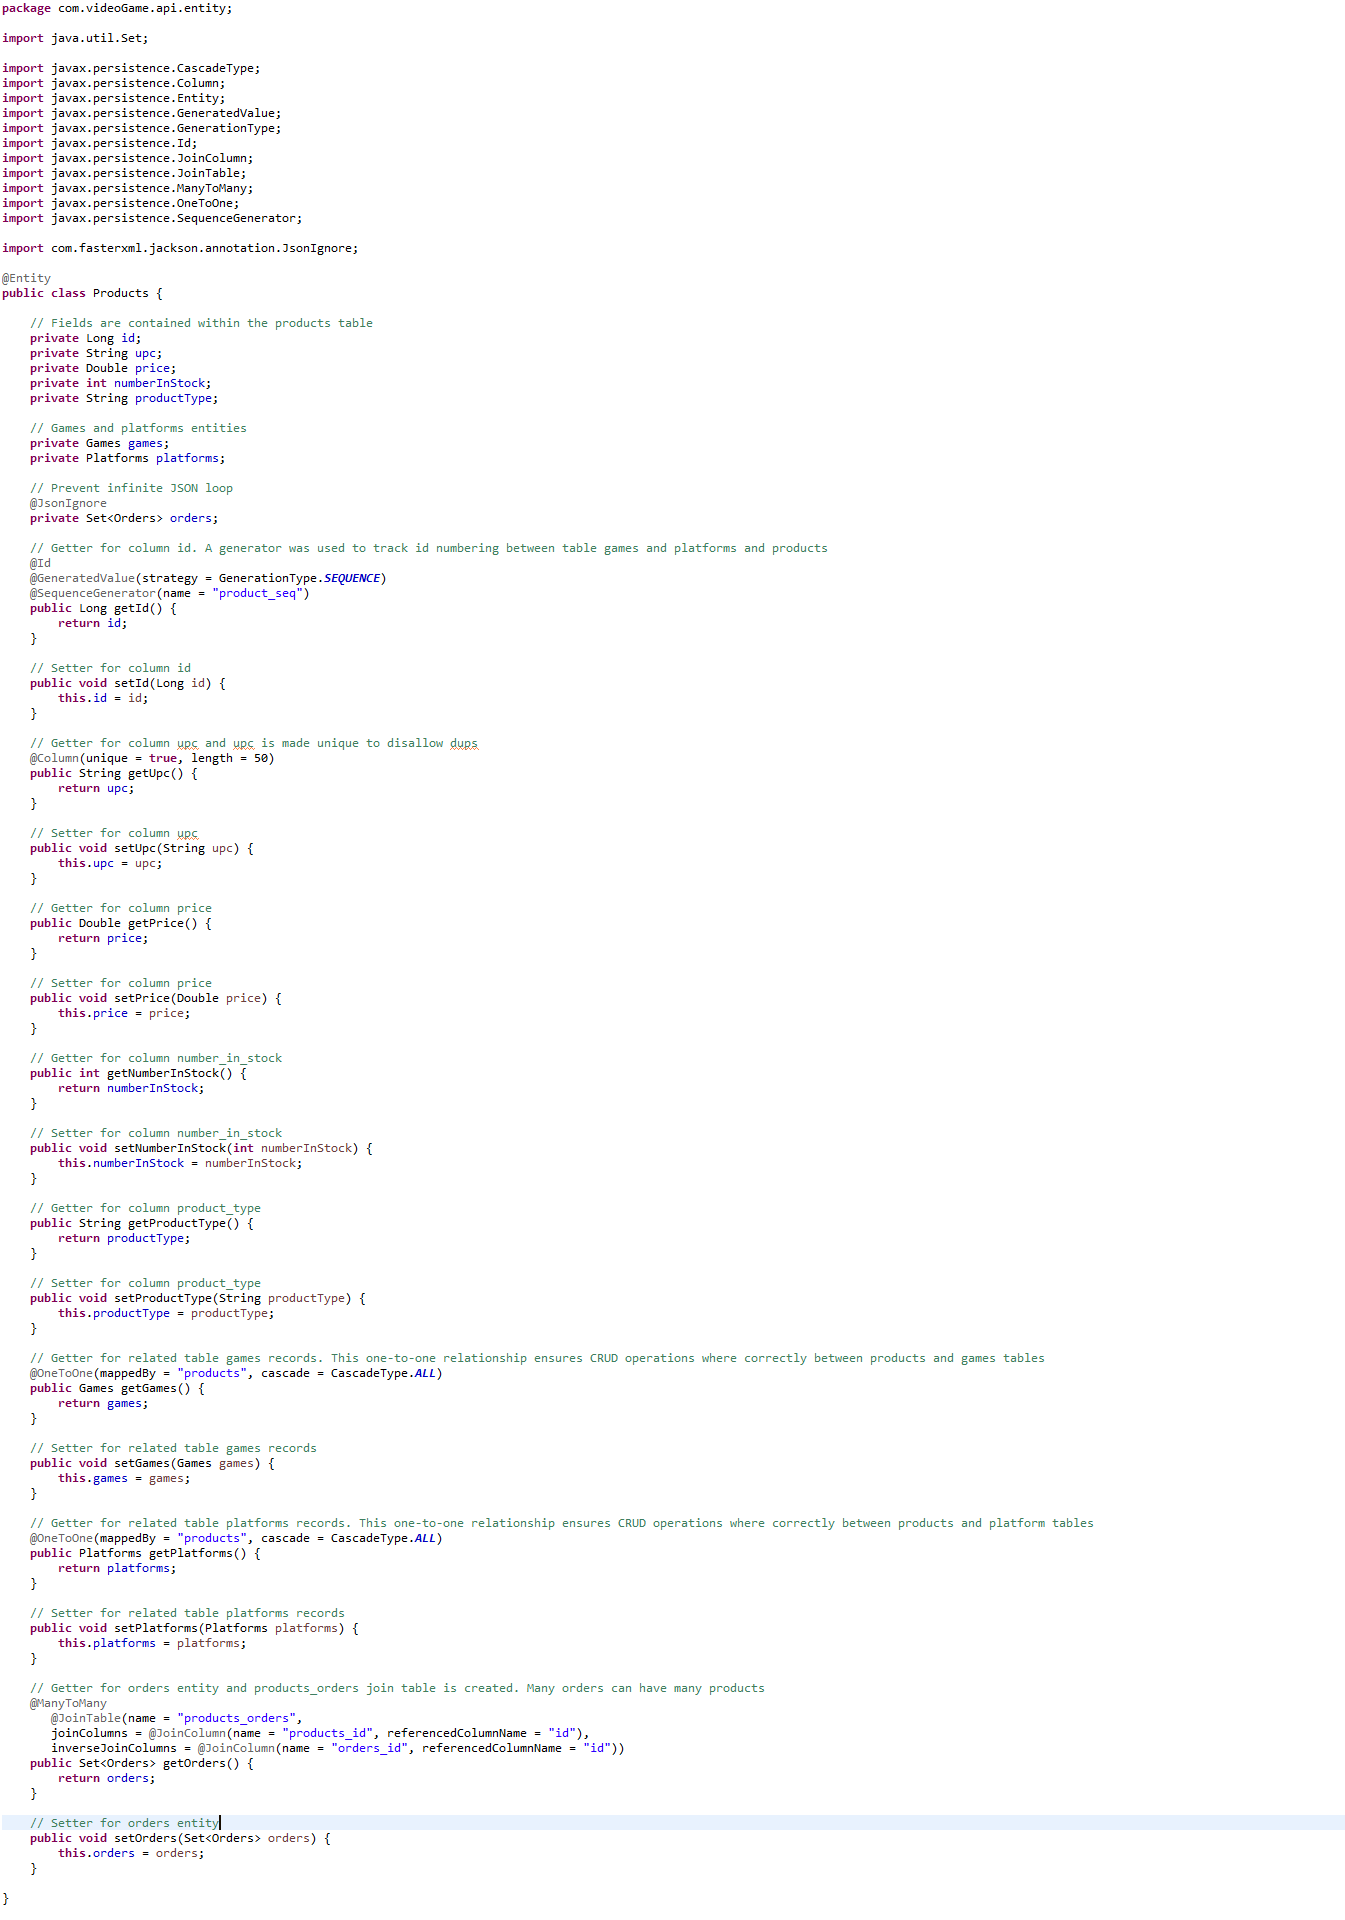 package com.videoGame.api.entity;
import java.util.Set;
import javax.persistence.CascadeType;
import javax.persistence.Column;
import javax.persistence.Entity;
import javax.persistence.GeneratedValue;
import javax.persistence.GenerationType;
import javax.persistence.Id;
import javax.persistence.JoinColumn;
import javax.persistence.JoinTable;
import javax.persistence.ManyToMany;
import javax.persistence.OneToOne;
import javax.persistence.SequenceGenerator;
import com.fasterxml.jackson.annotation.JsonIgnore;
@Entity
public class Products {
// Fields are contained within the products table
private Long id;
private String upc;
private Double price;
private int numberInStock;
private String productType;
// Games and platforms entities
private Games games;
private Platforms platforms;
// Prevent infinite JSON loop
@JsonIgnore
private Set<Orders> orders;
// Getter for column id. A generator was used to track id numbering between table games and platforms and products
@Id
@GeneratedValue(strategy = GenerationType.SEQUENCE)
@SequenceGenerator(name = "product_seq")
public Long getId() {
return id;
}
// Setter for column id
public void setId(Long id) {
this.id = id;
}
// Getter for column upc and upc is made unique to disallow dups
@Column(unique = true, length = 50)
public String getUpc() {
return upc;
}
// Setter for column upc
public void setUpc(String upc) {
this.upc = upc;
}
// Getter for column price
public Double getPrice() {
return price;
}
// Setter for column price
public void setPrice(Double price) {
this.price = price;
}
// Getter for column number_in_stock
public int getNumberInStock() {
return numberInStock;
}
// Setter for column number_in_stock
public void setNumberInStock(int numberInStock) {
this.numberInStock = numberInStock;
}
// Getter for column product_type
public String getProductType() {
return productType;
}
// Setter for column product_type
public void setProductType(String productType) {
this.productType = productType;
}
// Getter for related table games records. This one-to-one relationship ensures CRUD operations where correctly between products and games tables
@OneToOne(mappedBy = "products", cascade = CascadeType.ALL)
public Games getGames() {
return games;
}
// Setter for related table games records
public void setGames(Games games) {
this.games = games;
}
// Getter for related table platforms records. This one-to-one relationship ensures CRUD operations where correctly between products and platform tables
@OneToOne(mappedBy = "products", cascade = CascadeType.ALL)
public Platforms getPlatforms() {
return platforms;
}
// Setter for related table platforms records
public void setPlatforms(Platforms platforms) {
this.platforms = platforms;
}
// Getter for orders entity and products_orders join table is created. Many orders can have many products
@ManyToMany
@JoinTable(name = "products_orders",
joinColumns = @JoinColumn(name = "products_id", referencedColumnName = "id"),
inverseJoinColumns = @JoinColumn(name = "orders_id", referencedColumnName = "id"))
public Set<Orders> getOrders() {
return orders;
}
// Setter for orders entity
public void setOrders(Set<Orders> orders) {
this.orders = orders;
}
}